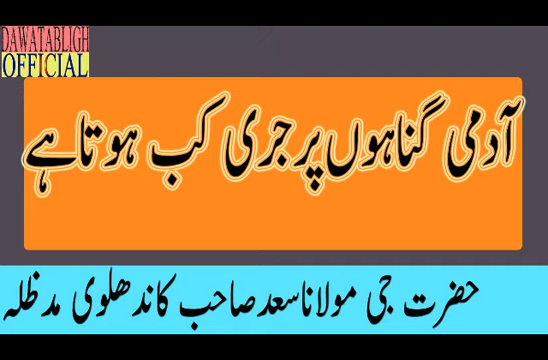 DAWATABLIGH
OFFICIAL
آدمی گناہوں پر جری کب ہوتا ہے
حضرت جی مولانا سعد صاحب کاندھلوی مدظلہ